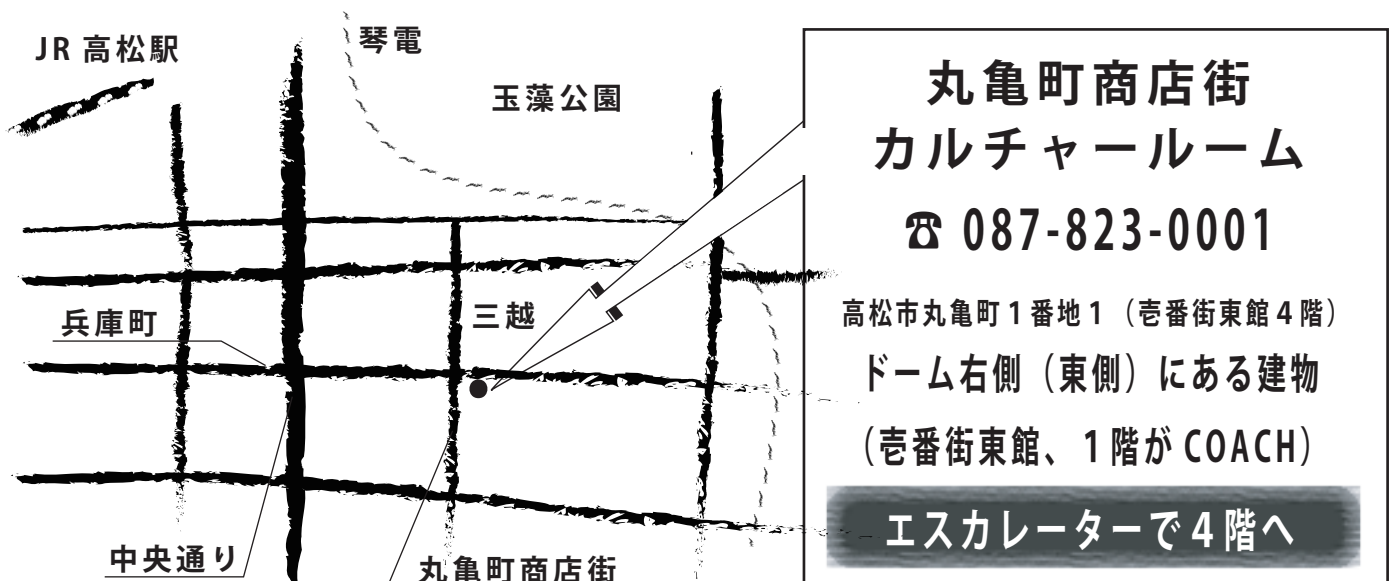 JR 高松駅
琴電
玉藻公園
三越
兵庫町
中央通り
丸亀町商店街
丸亀町商店街
カルチャールーム
☎ 087-823-0001
高松市丸亀町1番地1（壱番街東館4階）
ドーム右側（東側）にある建物
（壱番街東館、1階が COACH）
エスカレーターで4階へ